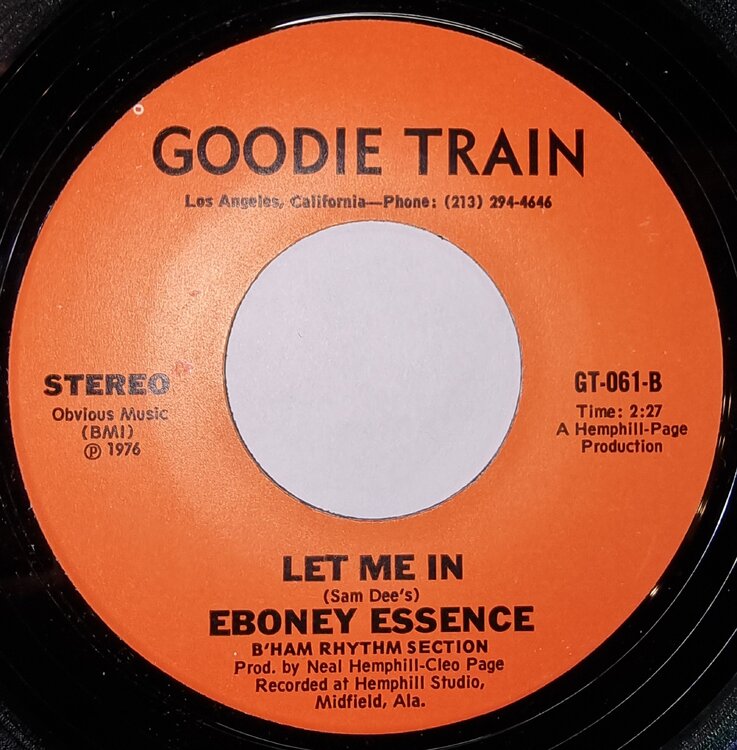 GOODIE TRAIN
Los Angeles, California—Phone: (213) 294-4646
STEREO
Obvious Music
(BMI)
℗ 1976
GT-061-B
Time: 2:27
A Hemphill-Page
Production
LET ME IN
(Sam Dee's)
EBONEY ESSENCE
B'HAM RHYTHM SECTION
Prod. by Neal Hemphill-Cleo Page
Recorded at Hemphill Studio,
Midfield, Ala.